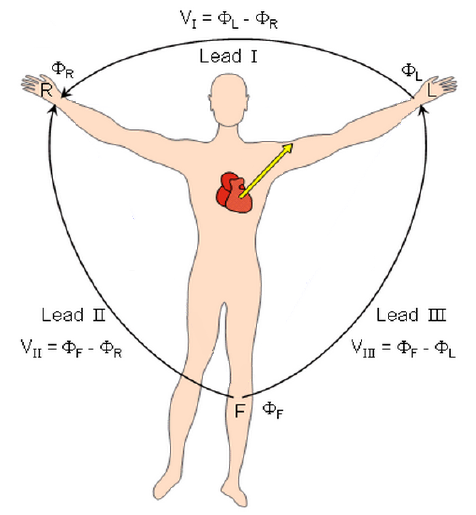 V_I = Φ_L - Φ_R
Lead I
Φ_R
Φ_L
R
L
Lead II
V_II = Φ_F - Φ_R
Lead III
V_III = Φ_F - Φ_L
F
Φ_F